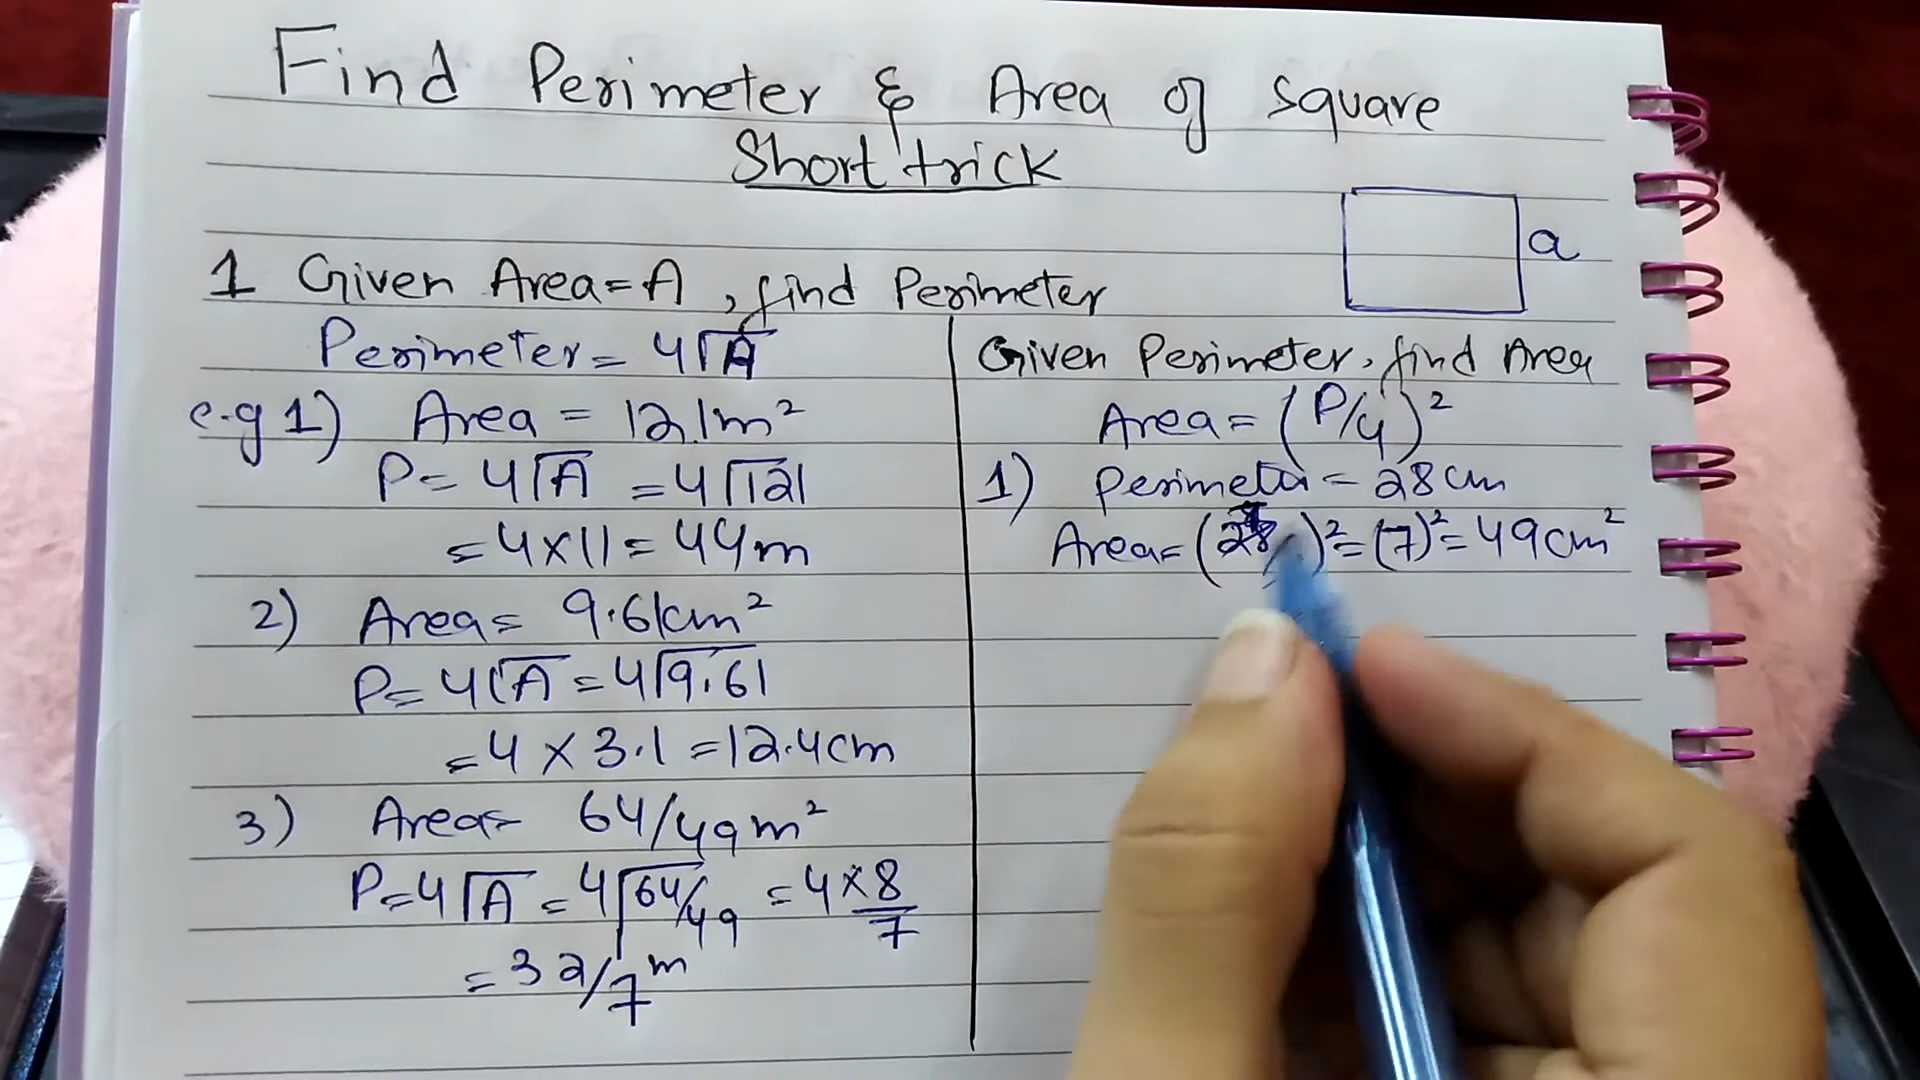 Find Perimeter & Area of square
Short trick
a
1 Given Area = A , find Perimeter
Perimeter = 4√A
e.g 1) Area = 121m²
P = 4√A = 4√121
= 4×11 = 44m
2) Area = 9.61cm²
P = 4√A = 4√9.61
= 4 × 3.1 = 12.4cm
3) Area = 64/49m²
P = 4√A = 4√64/49 = 4×8/7
= 32/7 m
Given Perimeter, find Area
Area = (P/4)²
1) Perimeter = 28cm
Area = (28/ )² = (7)² = 49cm²